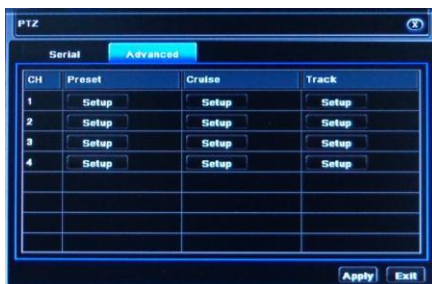 PTZ
Serial Advanced
CH Preset Cruise Track
1 Setup Setup Setup
2 Setup Setup Setup
3 Setup Setup Setup
4 Setup Setup Setup
Apply Exit